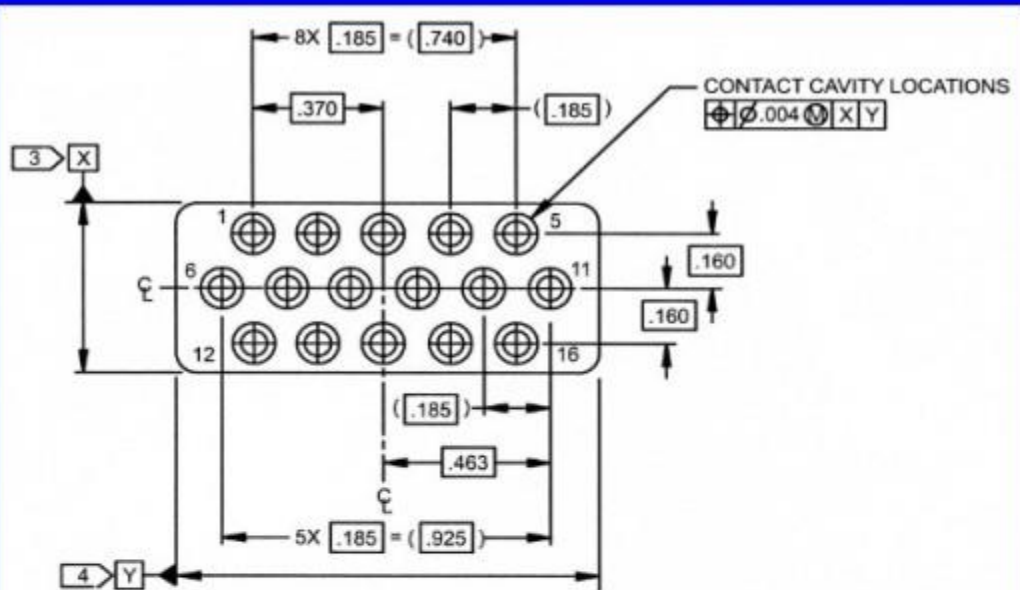 8X .185 = ( .740 )
.370
( .185 )
CONTACT CAVITY LOCATIONS
⌖ ⌀.004 Ⓜ X Y
3 X
1
5
.160
6
11
℄
.160
12
16
( .185 )
.463
℄
5X .185 = ( .925 )
4 Y